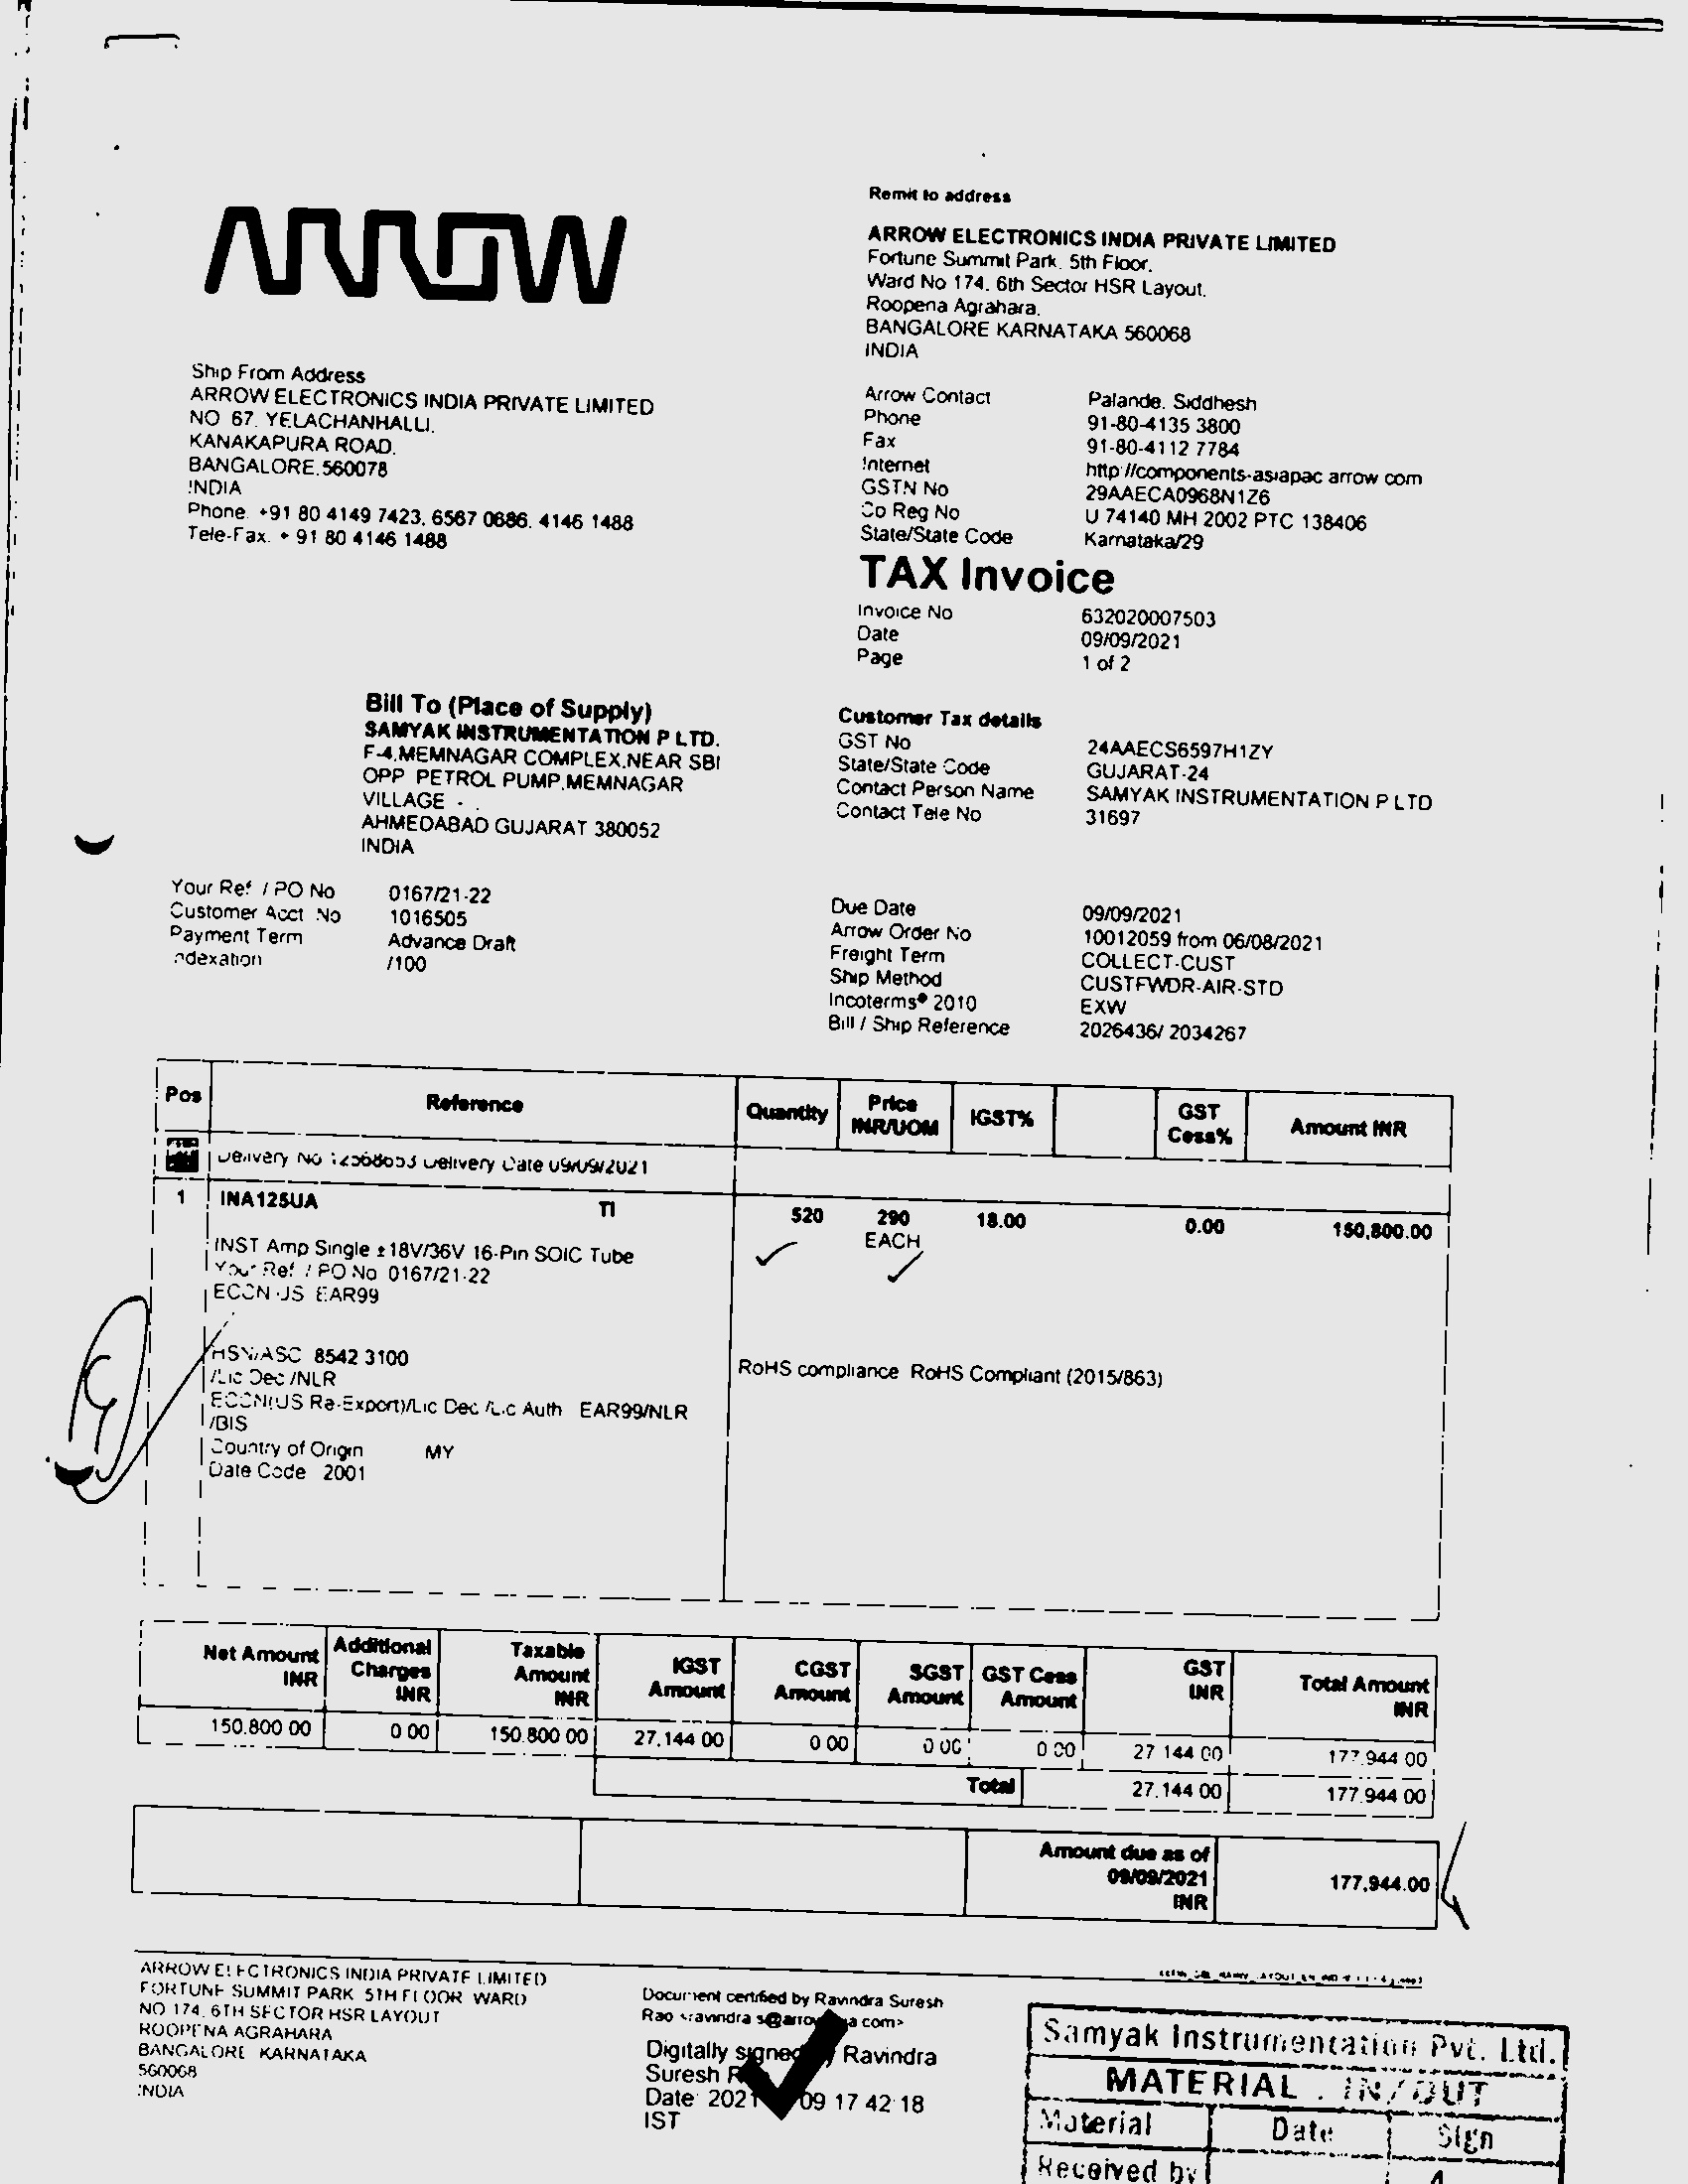 ARROW
Remit to address
ARROW ELECTRONICS INDIA PRIVATE LIMITED
Fortune Summit Park, 5th Floor,
Ward No 174, 6th Sector HSR Layout,
Roopena Agrahara,
BANGALORE KARNATAKA 560068
INDIA
Ship From Address
ARROW ELECTRONICS INDIA PRIVATE LIMITED
NO 67, YELACHANHALLI,
KANAKAPURA ROAD,
BANGALORE, 560078
INDIA
Phone. +91 80 4149 7423, 6567 0686, 4146 1488
Tele-Fax. + 91 80 4146 1488
Arrow Contact Palande, Siddhesh
Phone 91-80-4135 3800
Fax 91-80-4112 7784
Internet http://components-asiapac arrow com
GSTN No 29AAECA0968N1Z6
Co Reg No U 74140 MH 2002 PTC 138406
State/State Code Karnataka/29
TAX Invoice
Invoice No 632020007503
Date 09/09/2021
Page 1 of 2
Bill To (Place of Supply)
SAMYAK INSTRUMENTATION P LTD.
F-4,MEMNAGAR COMPLEX,NEAR SBI
OPP PETROL PUMP,MEMNAGAR
VILLAGE - .
AHMEDABAD GUJARAT 380052
INDIA
Customer Tax details
GST No 24AAECS6597H1ZY
State/State Code GUJARAT-24
Contact Person Name SAMYAK INSTRUMENTATION P LTD
Contact Tele No 31697
Your Ref / PO No 0167/21-22
Customer Acct No 1016505
Payment Term Advance Draft
ndexation /100
Due Date 09/09/2021
Arrow Order No 10012059 from 06/08/2021
Freight Term COLLECT-CUST
Ship Method CUSTFWDR-AIR-STD
Incoterms® 2010 EXW
Bill / Ship Reference 2026436/ 2034267
Pos Reference Quantity Price INR/UOM IGST% GST Cess% Amount INR
Delivery No 12568653 Delivery Date 09/09/2021
1 INA125UA TI 520 290 18.00 0.00 150,800.00
EACH
INST Amp Single ±18V/36V 16-Pin SOIC Tube
Your Ref / PO No 0167/21-22
ECCN US EAR99
HSN/ASC 8542 3100
RoHS compliance RoHS Compliant (2015/863)
/Lic Dec /NLR
ECCN(US Re-Export)/Lic Dec /Lic Auth EAR99/NLR
/BIS
Country of Origin MY
Date Code 2001
Net Amount INR Additional Charges INR Taxable Amount INR IGST Amount CGST Amount SGST Amount GST Cess Amount GST INR Total Amount INR
150.800 00 0 00 150.800 00 27,144 00 0 00 0 00 0 00 27 144 00 177.944 00
Total 27,144 00 177.944 00
Amount due as of
09/09/2021
INR
177,944.00
ARROW ELECTRONICS INDIA PRIVATE LIMITED
FORTUNE SUMMIT PARK 5TH FLOOR WARD
NO 174, 6TH SECTOR HSR LAYOUT
ROOPENA AGRAHARA
BANGALORE KARNATAKA
560068
INDIA
Document certified by Ravindra Suresh
Rao
Digitally signed Ravindra
Suresh
Date 2021 09 17 42 18
IST
Samyak Instrumentation Pvt. Ltd.
MATERIAL . IN/OUT
Material Date Sign
Received by